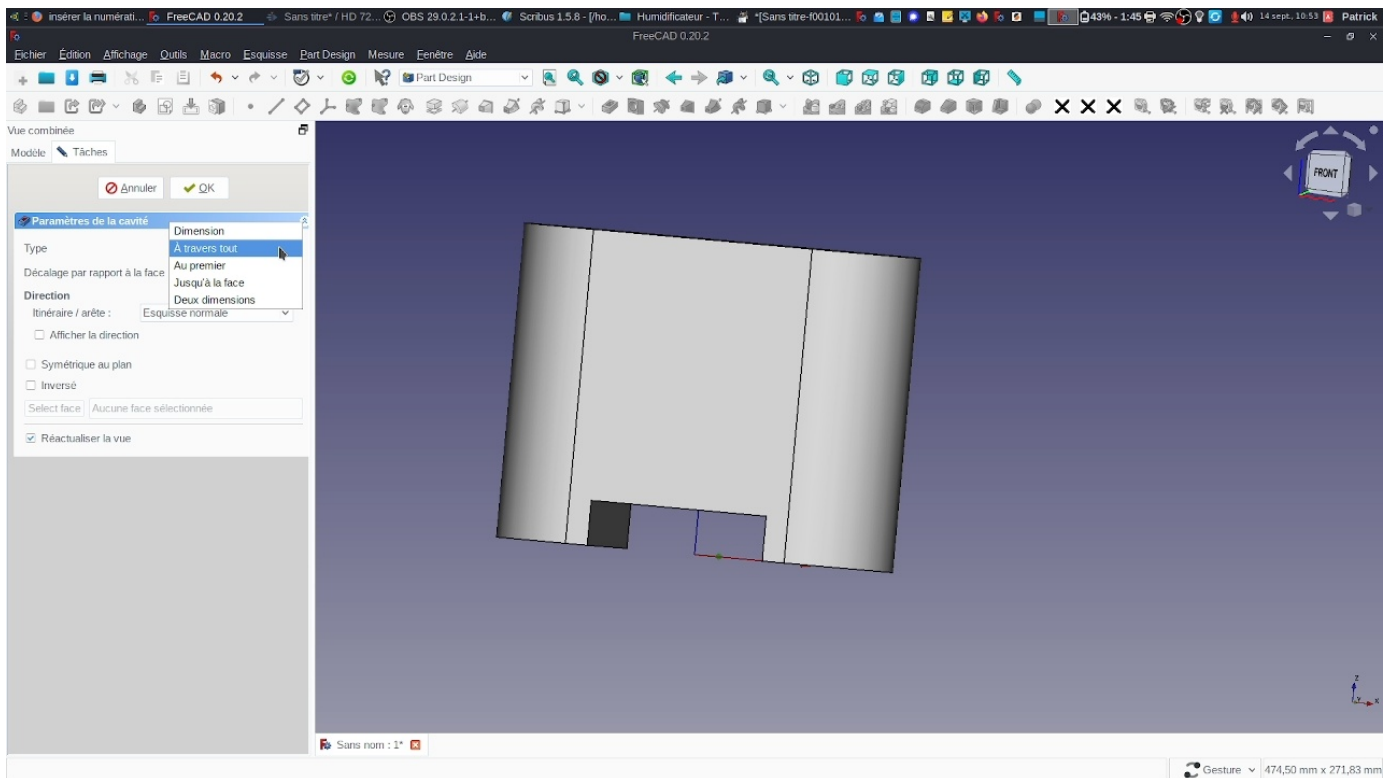 insérer la numérati... FreeCAD 0.20.2 Sans titre* / HD 72... OBS 29.0.2.1-1+b... Scribus 1.5.8 - [/ho... Humidificateur - T... *[Sans titre-f00101... 43% - 1:45 14 sept., 10:53 Patrick
FreeCAD 0.20.2
Fichier Édition Affichage Outils Macro Esquisse Part Design Mesure Fenêtre Aide
Part Design
Vue combinée
Modèle Tâches
Annuler OK
Paramètres de la cavité
Dimension
Type À travers tout
Au premier
Décalage par rapport à la face
Jusqu'à la face
Direction
Deux dimensions
Itinéraire / arête : Esquisse normale
Afficher la direction
Symétrique au plan
Inversé
Select face Aucune face sélectionnée
Réactualiser la vue
FRONT
Z
Y X
Sans nom : 1*
Gesture 474,50 mm x 271,83 mm